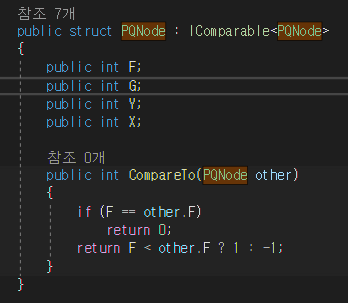 참조 7개
public struct PQNode : IComparable<PQNode>
{
public int F;
public int G;
public int Y;
public int X;
참조 0개
public int CompareTo(PQNode other)
{
if (F == other.F)
return 0;
return F < other.F ? 1 : -1;
}
}